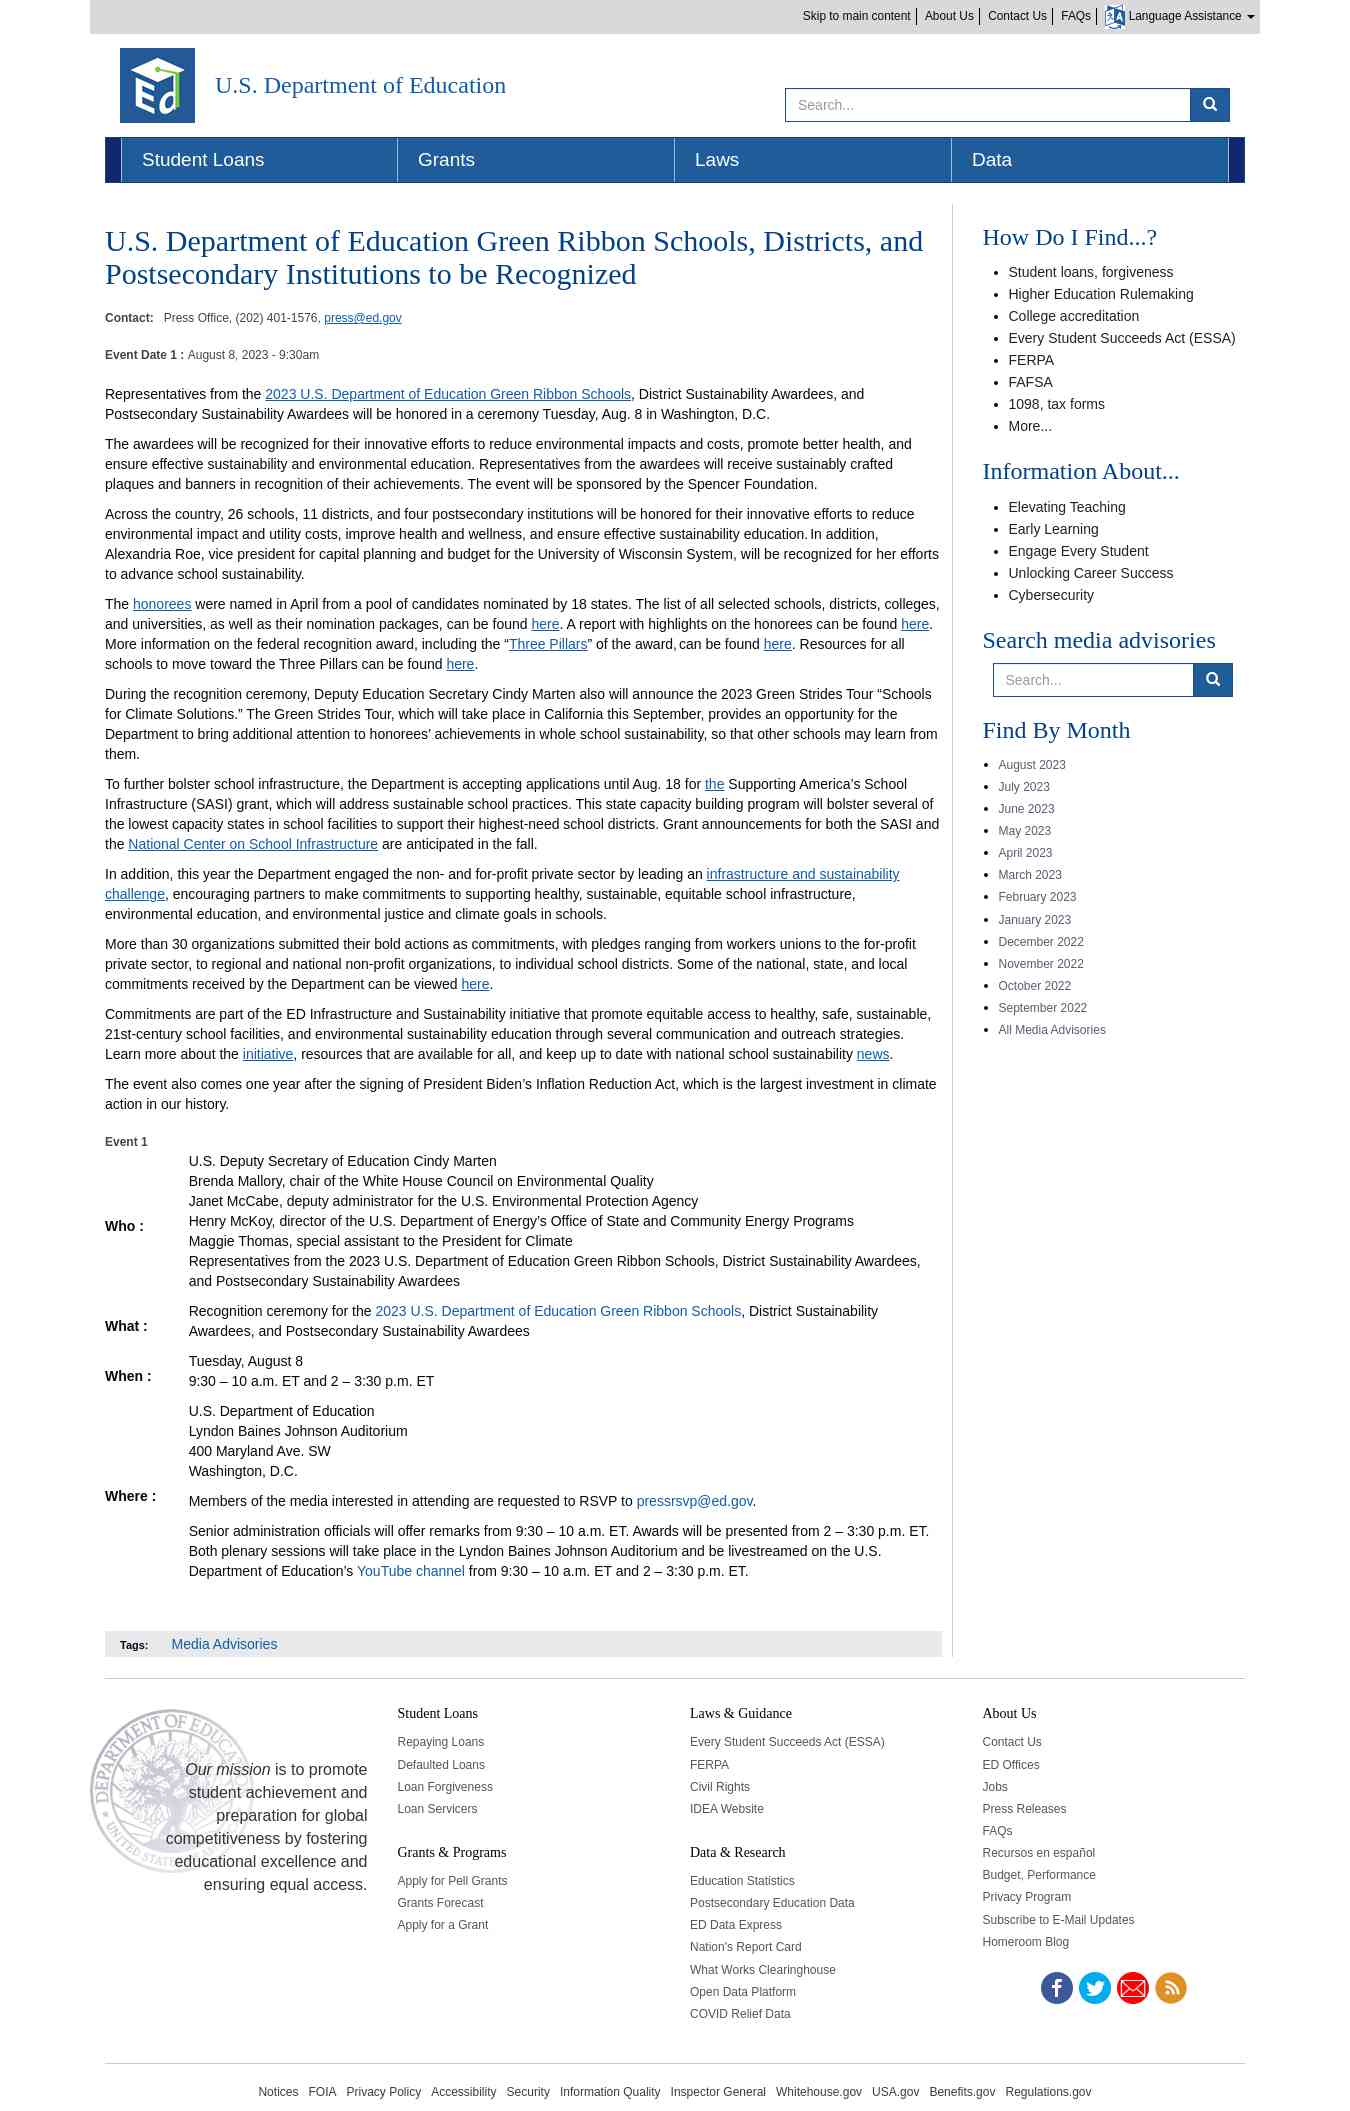 Skip to main content
About Us
Contact Us
FAQs
Language Assistance
Ed
U.S. Department of Education
Search...
Student Loans
Grants
Laws
Data
U.S. Department of Education Green Ribbon Schools, Districts, and
Postsecondary Institutions to be Recognized
Contact: Press Office, (202) 401-1576, press@ed.gov
Event Date 1 : August 8, 2023 - 9:30am
Representatives from the 2023 U.S. Department of Education Green Ribbon Schools, District Sustainability Awardees, and
Postsecondary Sustainability Awardees will be honored in a ceremony Tuesday, Aug. 8 in Washington, D.C.
The awardees will be recognized for their innovative efforts to reduce environmental impacts and costs, promote better health, and
ensure effective sustainability and environmental education. Representatives from the awardees will receive sustainably crafted
plaques and banners in recognition of their achievements. The event will be sponsored by the Spencer Foundation.
Across the country, 26 schools, 11 districts, and four postsecondary institutions will be honored for their innovative efforts to reduce
environmental impact and utility costs, improve health and wellness, and ensure effective sustainability education. In addition,
Alexandria Roe, vice president for capital planning and budget for the University of Wisconsin System, will be recognized for her efforts
to advance school sustainability.
The honorees were named in April from a pool of candidates nominated by 18 states. The list of all selected schools, districts, colleges,
and universities, as well as their nomination packages, can be found here. A report with highlights on the honorees can be found here.
More information on the federal recognition award, including the “Three Pillars” of the award, can be found here. Resources for all
schools to move toward the Three Pillars can be found here.
During the recognition ceremony, Deputy Education Secretary Cindy Marten also will announce the 2023 Green Strides Tour “Schools
for Climate Solutions.” The Green Strides Tour, which will take place in California this September, provides an opportunity for the
Department to bring additional attention to honorees’ achievements in whole school sustainability, so that other schools may learn from
them.
To further bolster school infrastructure, the Department is accepting applications until Aug. 18 for the Supporting America’s School
Infrastructure (SASI) grant, which will address sustainable school practices. This state capacity building program will bolster several of
the lowest capacity states in school facilities to support their highest-need school districts. Grant announcements for both the SASI and
the National Center on School Infrastructure are anticipated in the fall.
In addition, this year the Department engaged the non- and for-profit private sector by leading an infrastructure and sustainability
challenge, encouraging partners to make commitments to supporting healthy, sustainable, equitable school infrastructure,
environmental education, and environmental justice and climate goals in schools.
More than 30 organizations submitted their bold actions as commitments, with pledges ranging from workers unions to the for-profit
private sector, to regional and national non-profit organizations, to individual school districts. Some of the national, state, and local
commitments received by the Department can be viewed here.
Commitments are part of the ED Infrastructure and Sustainability initiative that promote equitable access to healthy, safe, sustainable,
21st-century school facilities, and environmental sustainability education through several communication and outreach strategies.
Learn more about the initiative, resources that are available for all, and keep up to date with national school sustainability news.
The event also comes one year after the signing of President Biden’s Inflation Reduction Act, which is the largest investment in climate
action in our history.
Event 1
Who :
U.S. Deputy Secretary of Education Cindy Marten
Brenda Mallory, chair of the White House Council on Environmental Quality
Janet McCabe, deputy administrator for the U.S. Environmental Protection Agency
Henry McKoy, director of the U.S. Department of Energy’s Office of State and Community Energy Programs
Maggie Thomas, special assistant to the President for Climate
Representatives from the 2023 U.S. Department of Education Green Ribbon Schools, District Sustainability Awardees,
and Postsecondary Sustainability Awardees
What :
Recognition ceremony for the 2023 U.S. Department of Education Green Ribbon Schools, District Sustainability
Awardees, and Postsecondary Sustainability Awardees
When :
Tuesday, August 8
9:30 – 10 a.m. ET and 2 – 3:30 p.m. ET
Where :
U.S. Department of Education
Lyndon Baines Johnson Auditorium
400 Maryland Ave. SW
Washington, D.C.
Members of the media interested in attending are requested to RSVP to pressrsvp@ed.gov.
Senior administration officials will offer remarks from 9:30 – 10 a.m. ET. Awards will be presented from 2 – 3:30 p.m. ET.
Both plenary sessions will take place in the Lyndon Baines Johnson Auditorium and be livestreamed on the U.S.
Department of Education’s YouTube channel from 9:30 – 10 a.m. ET and 2 – 3:30 p.m. ET.
Tags: Media Advisories
How Do I Find...?
Student loans, forgiveness
Higher Education Rulemaking
College accreditation
Every Student Succeeds Act (ESSA)
FERPA
FAFSA
1098, tax forms
More...
Information About...
Elevating Teaching
Early Learning
Engage Every Student
Unlocking Career Success
Cybersecurity
Search media advisories
Search...
Find By Month
August 2023
July 2023
June 2023
May 2023
April 2023
March 2023
February 2023
January 2023
December 2022
November 2022
October 2022
September 2022
All Media Advisories
Our mission is to promote
student achievement and
preparation for global
competitiveness by fostering
educational excellence and
ensuring equal access.
Student Loans
Repaying Loans
Defaulted Loans
Loan Forgiveness
Loan Servicers
Grants & Programs
Apply for Pell Grants
Grants Forecast
Apply for a Grant
Laws & Guidance
Every Student Succeeds Act (ESSA)
FERPA
Civil Rights
IDEA Website
Data & Research
Education Statistics
Postsecondary Education Data
ED Data Express
Nation's Report Card
What Works Clearinghouse
Open Data Platform
COVID Relief Data
About Us
Contact Us
ED Offices
Jobs
Press Releases
FAQs
Recursos en español
Budget, Performance
Privacy Program
Subscribe to E-Mail Updates
Homeroom Blog
Notices FOIA Privacy Policy Accessibility Security Information Quality Inspector General Whitehouse.gov USA.gov Benefits.gov Regulations.gov